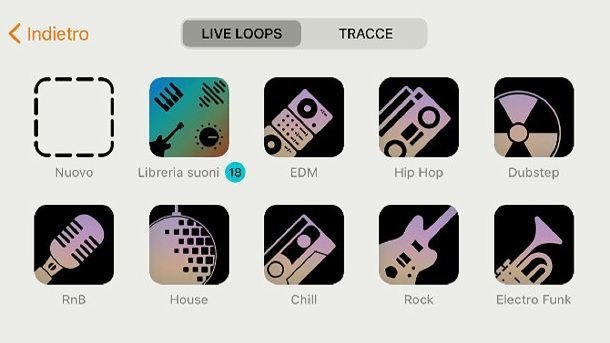 Indietro
LIVE LOOPS
TRACCE
Nuovo
Libreria suoni 18
EDM
Hip Hop
Dubstep
RnB
House
Chill
Rock
Electro Funk